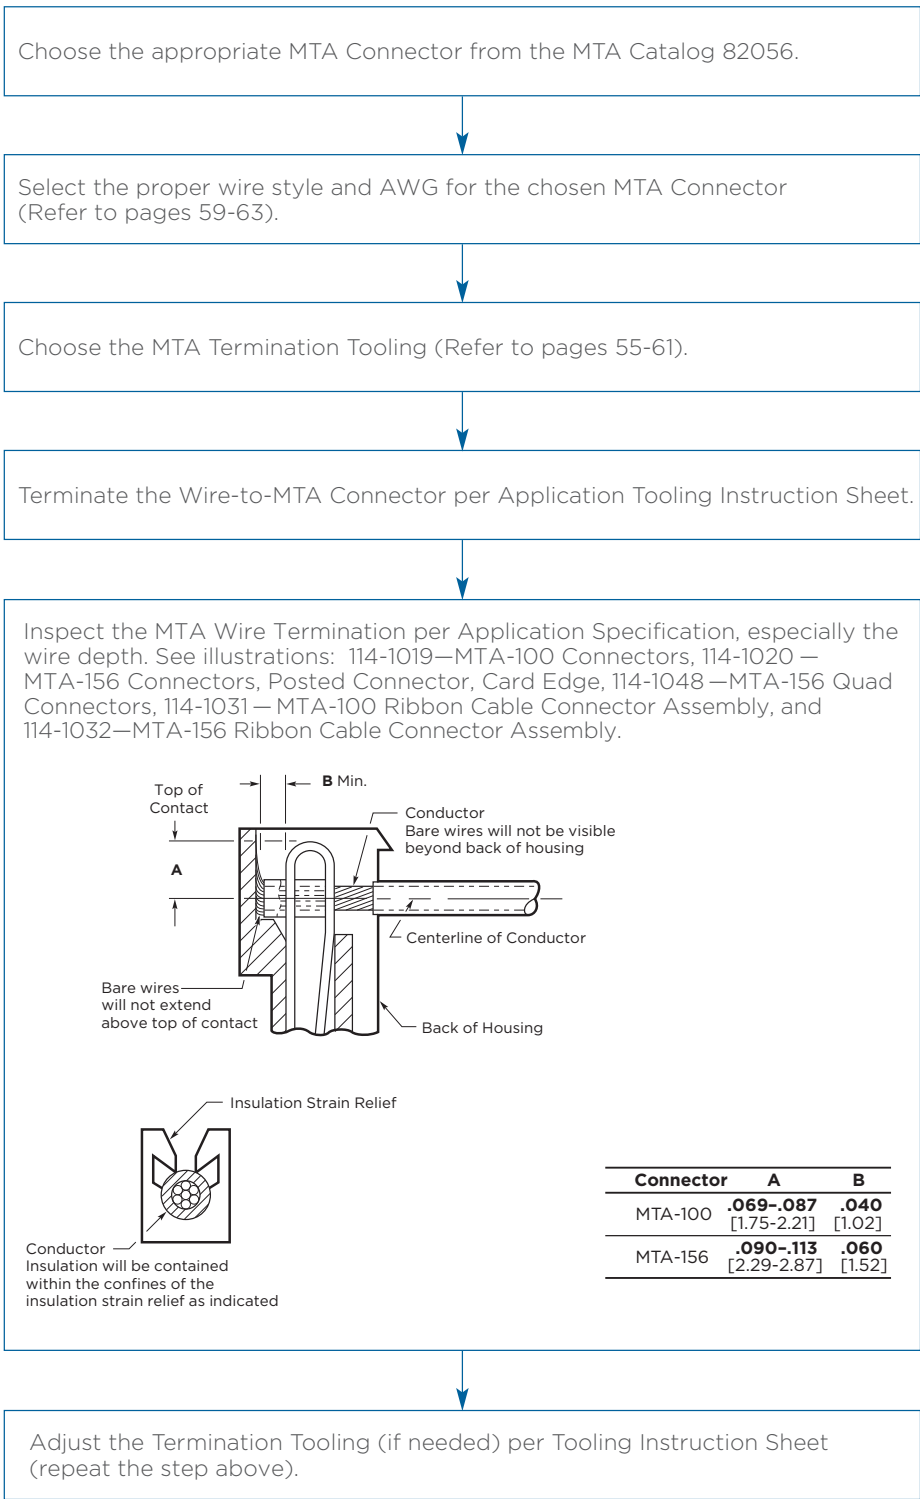 Choose the appropriate MTA Connector from the MTA Catalog 82056.
Select the proper wire style and AWG for the chosen MTA Connector
(Refer to pages 59-63).
Choose the MTA Termination Tooling (Refer to pages 55-61).
Terminate the Wire-to-MTA Connector per Application Tooling Instruction Sheet.
Inspect the MTA Wire Termination per Application Specification, especially the
wire depth. See illustrations: 114-1019—MTA-100 Connectors, 114-1020 —
MTA-156 Connectors, Posted Connector, Card Edge, 114-1048 —MTA-156 Quad
Connectors, 114-1031 — MTA-100 Ribbon Cable Connector Assembly, and
114-1032—MTA-156 Ribbon Cable Connector Assembly.
Top of
Contact
B Min.
Conductor
Bare wires will not be visible
beyond back of housing
A
Centerline of Conductor
Bare wires
will not extend
above top of contact
Back of Housing
Insulation Strain Relief
Conductor
Insulation will be contained
within the confines of the
insulation strain relief as indicated
Connector A B
MTA-100 .069-.087 .040
[1.75-2.21] [1.02]
MTA-156 .090-.113 .060
[2.29-2.87] [1.52]
Adjust the Termination Tooling (if needed) per Tooling Instruction Sheet
(repeat the step above).